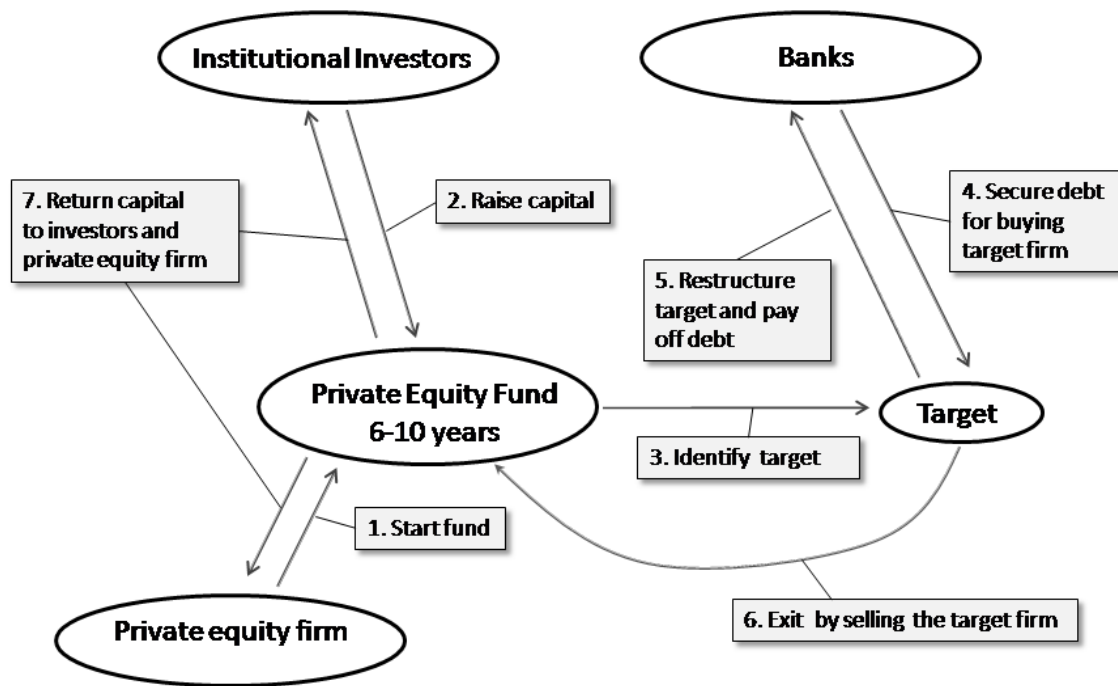 Institutional Investors
Banks
7. Return capital
to investors and
private equity firm
2. Raise capital
4. Secure debt
for buying
target firm
5. Restructure
target and pay
off debt
Private Equity Fund
6-10 years
Target
3. Identify target
1. Start fund
Private equity firm
6. Exit by selling the target firm